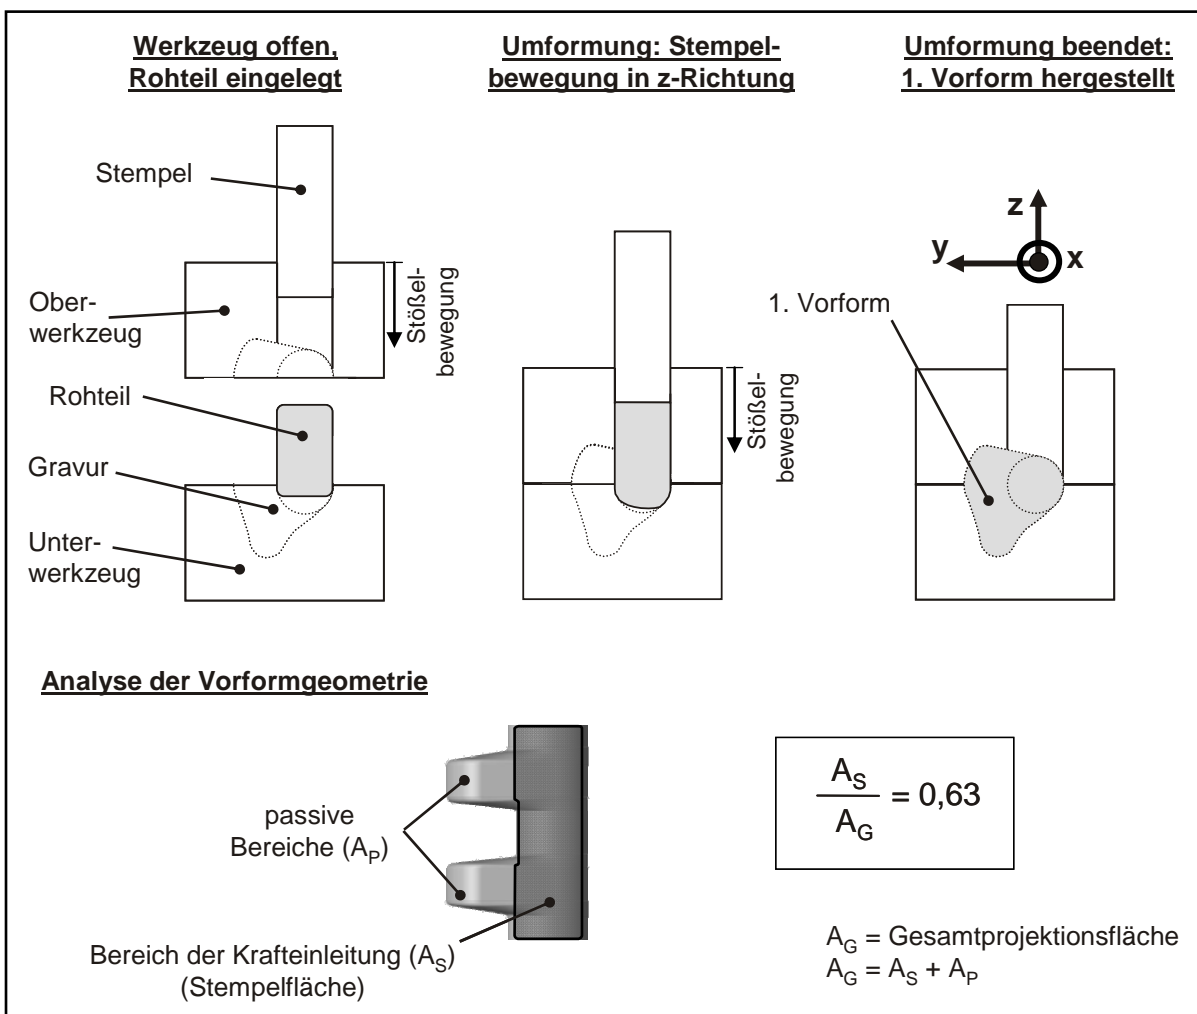 Werkzeug offen,
Rohteil eingelegt
Umformung: Stempel-
bewegung in z-Richtung
Umformung beendet:
1. Vorform hergestellt
Stempel
Ober-
werkzeug
Rohteil
Gravur
Unter-
werkzeug
Stößel-
bewegung
Stößel-
bewegung
z
y
x
1. Vorform
Analyse der Vorformgeometrie
passive
Bereiche (A_P)
Bereich der Krafteinleitung (A_S)
(Stempelfläche)
A_S / A_G = 0,63
A_G = Gesamtprojektionsfläche
A_G = A_S + A_P